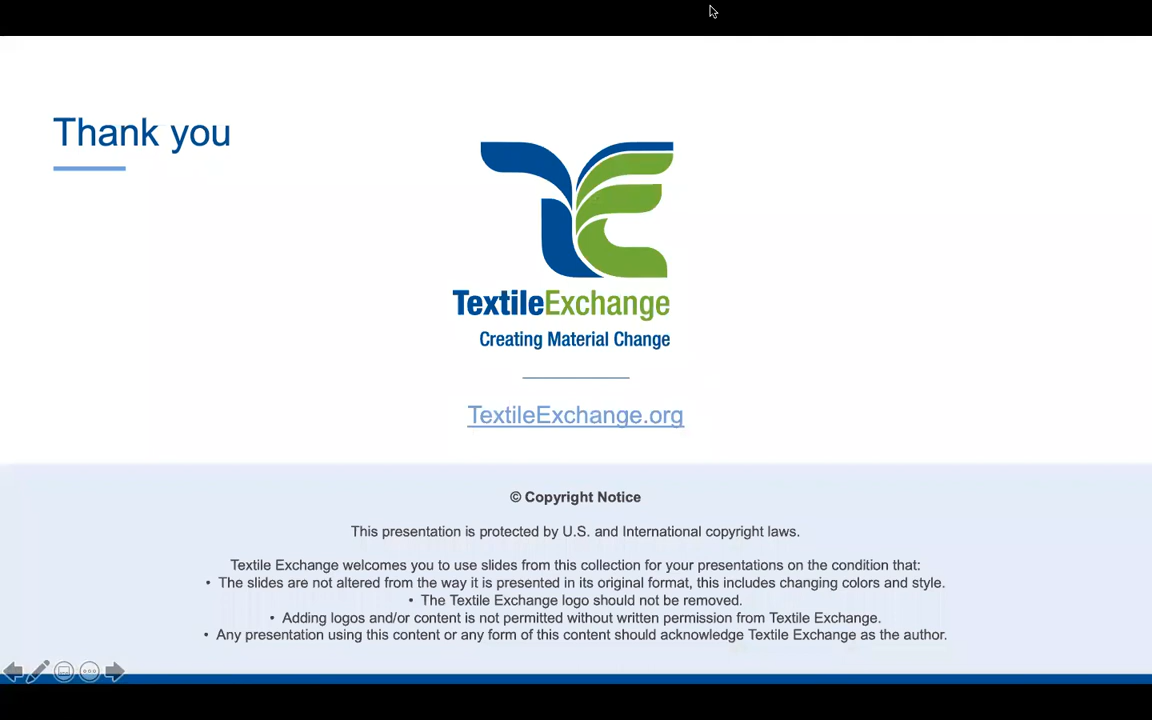 Thank you
TextileExchange
Creating Material Change
TextileExchange.org
© Copyright Notice
This presentation is protected by U.S. and International copyright laws.
Textile Exchange welcomes you to use slides from this collection for your presentations on the condition that:
• The slides are not altered from the way it is presented in its original format, this includes changing colors and style.
• The Textile Exchange logo should not be removed.
• Adding logos and/or content is not permitted without written permission from Textile Exchange.
• Any presentation using this content or any form of this content should acknowledge Textile Exchange as the author.